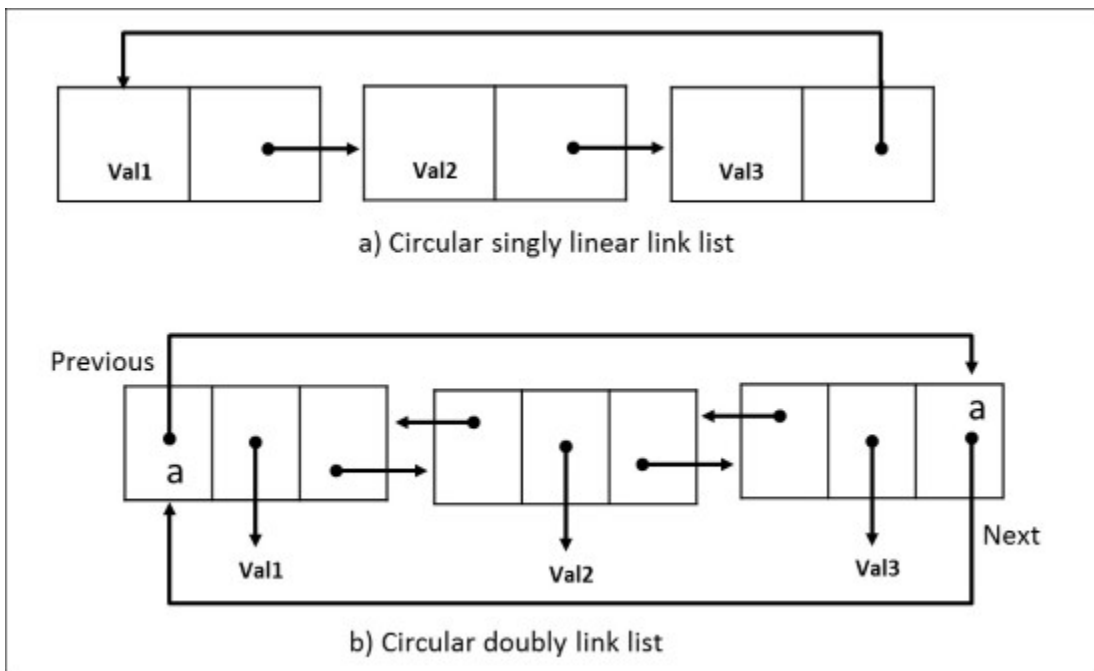 Val1 Val2 Val3
a) Circular singly linear link list
Previous
a
a
Next
Val1 Val2 Val3
b) Circular doubly link list